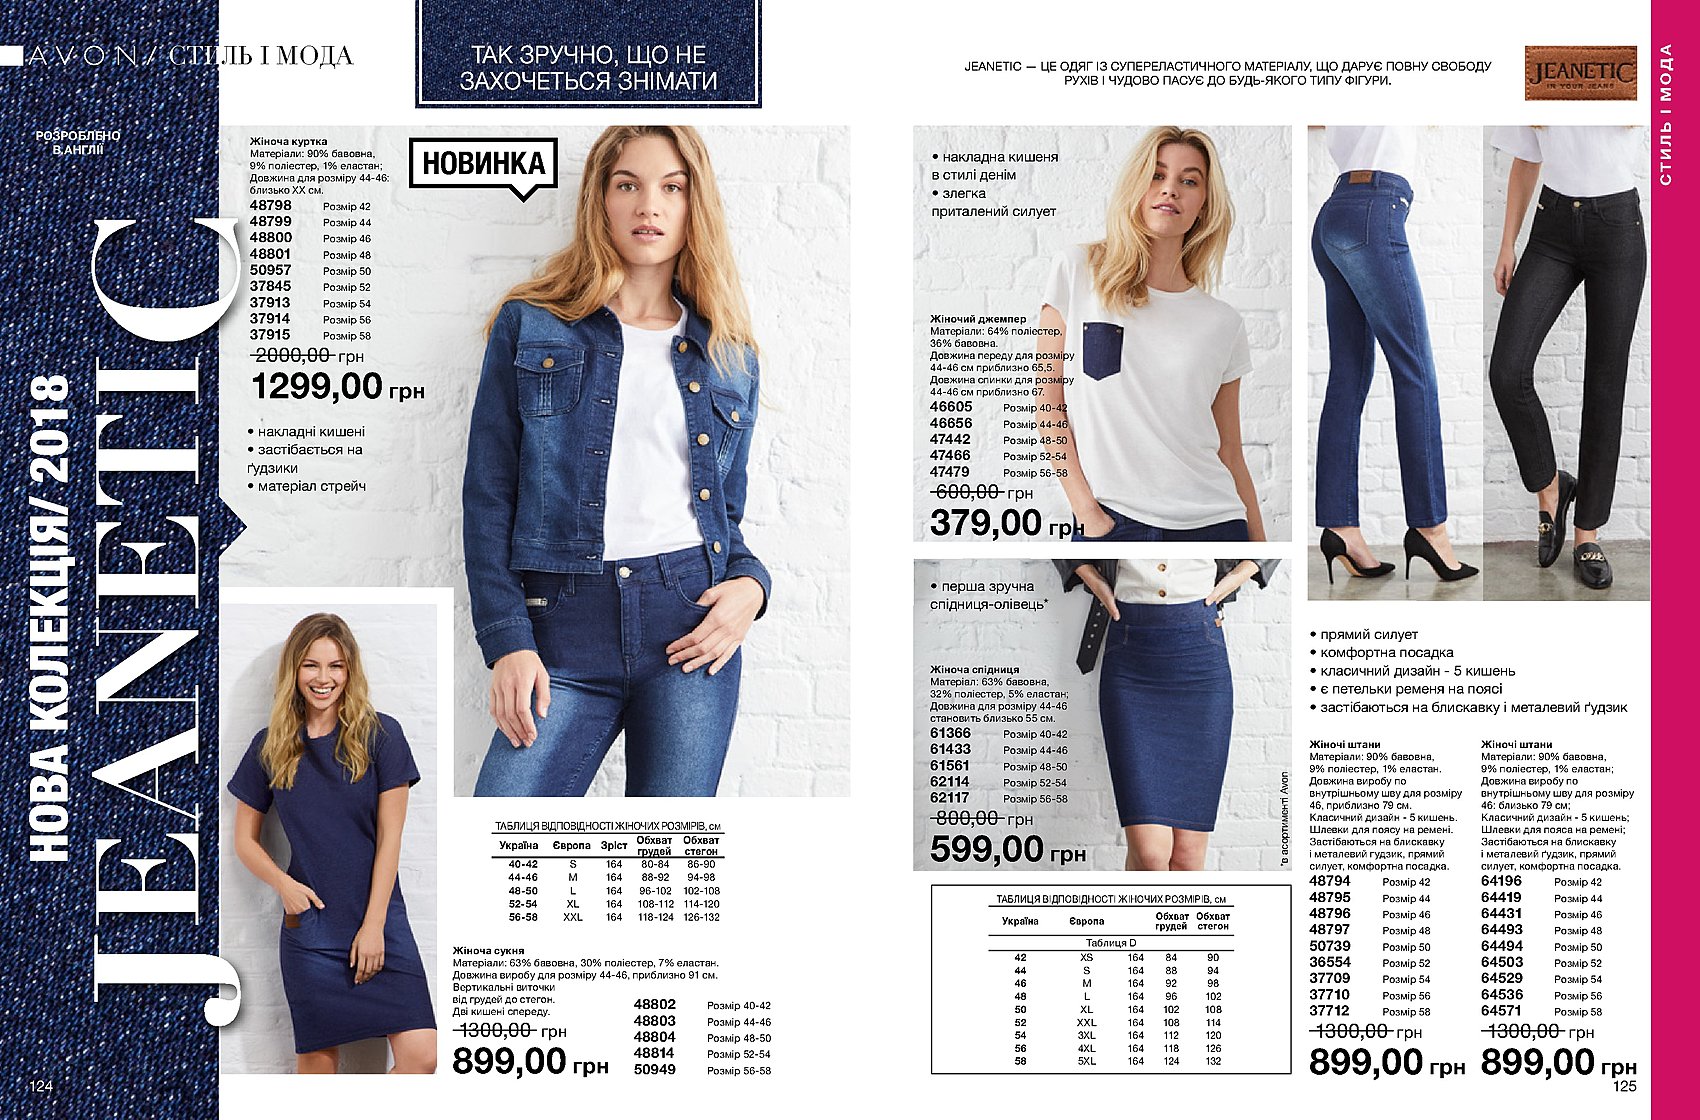 AVON / СТИЛЬ І МОДА
ТАК ЗРУЧНО, ЩО НЕ
ЗАХОЧЕТЬСЯ ЗНІМАТИ
РОЗРОБЛЕНО
В АНГЛІЇ
НОВА КОЛЕКЦІЯ/ 2018
JEANETIC
Жіноча куртка
Матеріали: 90% бавовна,
9% поліестер, 1% еластан;
Довжина для розміру 44-46:
близько XX см.
48798 Розмір 42
48799 Розмір 44
48800 Розмір 46
48801 Розмір 48
50957 Розмір 50
37845 Розмір 52
37913 Розмір 54
37914 Розмір 56
37915 Розмір 58
2000,00 грн
1299,00 грн
• накладні кишені
• застібається на
ґудзики
• матеріал стрейч
НОВИНКА
ТАБЛИЦЯ ВІДПОВІДНОСТІ ЖІНОЧИХ РОЗМІРІВ, см
Україна Європа Зріст Обхват грудей Обхват стегон
40-42 S 164 80-84 86-90
44-46 M 164 88-92 94-98
48-50 L 164 96-102 102-108
52-54 XL 164 108-112 114-120
56-58 XXL 164 118-124 126-132
Жіноча сукня
Матеріали: 63% бавовна, 30% поліестер, 7% еластан.
Довжина виробу для розміру 44-46, приблизно 91 см.
Вертикальні виточки
від грудей до стегон.
Дві кишені спереду.
1300,00 грн
899,00 грн
48802 Розмір 40-42
48803 Розмір 44-46
48804 Розмір 48-50
48814 Розмір 52-54
50949 Розмір 56-58
124
JEANETIC — ЦЕ ОДЯГ ІЗ СУПЕРЕЛАСТИЧНОГО МАТЕРІАЛУ, ЩО ДАРУЄ ПОВНУ СВОБОДУ
РУХІВ І ЧУДОВО ПАСУЄ ДО БУДЬ-ЯКОГО ТИПУ ФІГУРИ.
JEANETIC
IN YOUR JEANS
СТИЛЬ І МОДА
• накладна кишеня
в стилі денім
• злегка
приталений силует
Жіночий джемпер
Матеріали: 64% поліестер,
36% бавовна.
Довжина переду для розміру
44-46 см приблизно 65,5.
Довжина спинки для розміру
44-46 см приблизно 67.
46605 Розмір 40-42
46656 Розмір 44-46
47442 Розмір 48-50
47466 Розмір 52-54
47479 Розмір 56-58
600,00 грн
379,00 грн
• перша зручна
спідниця-олівець*
Жіноча спідниця
Матеріал: 63% бавовна,
32% поліестер, 5% еластан;
Довжина для розміру 44-46
становить близько 55 см.
61366 Розмір 40-42
61433 Розмір 44-46
61561 Розмір 48-50
62114 Розмір 52-54
62117 Розмір 56-58
800,00 грн
599,00 грн
*в асортименті Avon
ТАБЛИЦЯ ВІДПОВІДНОСТІ ЖІНОЧИХ РОЗМІРІВ, см
Україна Європа Обхват грудей Обхват стегон
Таблиця D
42 XS 164 84 90
44 S 164 88 94
46 M 164 92 98
48 L 164 96 102
50 XL 164 102 108
52 XXL 164 108 114
54 3XL 164 112 120
56 4XL 164 118 126
58 5XL 164 124 132
• прямий силует
• комфортна посадка
• класичний дизайн - 5 кишень
• є петельки ременя на поясі
• застібаються на блискавку і металевий ґудзик
Жіночі штани
Матеріали: 90% бавовна,
9% поліестер, 1% еластан.
Довжина виробу по
внутрішньому шву для розміру
46, приблизно 79 см.
Класичний дизайн - 5 кишень.
Шлевки для поясу на ремені.
Застібаються на блискавку
і металевий гудзик, прямий
силует, комфортна посадка.
48794 Розмір 42
48795 Розмір 44
48796 Розмір 46
48797 Розмір 48
50739 Розмір 50
36554 Розмір 52
37709 Розмір 54
37710 Розмір 56
37712 Розмір 58
1300,00 грн
899,00 грн
Жіночі штани
Матеріали: 90% бавовна,
9% поліестер, 1% еластан;
Довжина виробу по
внутрішньому шву для розміру
46: близько 79 см;
Класичний дизайн - 5 кишень;
Шлевки для пояса на ремені;
Застібаються на блискавку
і металевий ґудзик, прямий
силует, комфортна посадка.
64196 Розмір 42
64419 Розмір 44
64431 Розмір 46
64493 Розмір 48
64494 Розмір 50
64503 Розмір 52
64529 Розмір 54
64536 Розмір 56
64571 Розмір 58
1300,00 грн
899,00 грн
125